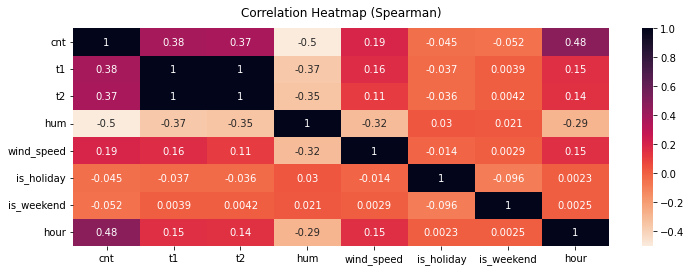 Correlation Heatmap (Spearman)
cnt 1 0.38 0.37 -0.5 0.19 -0.045 -0.052 0.48
t1 0.38 1 1 -0.37 0.16 -0.037 0.0039 0.15
t2 0.37 1 1 -0.35 0.11 -0.036 0.0042 0.14
hum -0.5 -0.37 -0.35 1 -0.32 0.03 0.021 -0.29
wind_speed 0.19 0.16 0.11 -0.32 1 -0.014 0.0029 0.15
is_holiday -0.045 -0.037 -0.036 0.03 -0.014 1 -0.096 0.0023
is_weekend -0.052 0.0039 0.0042 0.021 0.0029 -0.096 1 0.0025
hour 0.48 0.15 0.14 -0.29 0.15 0.0023 0.0025 1
cnt t1 t2 hum wind_speed is_holiday is_weekend hour
1.0
0.8
0.6
0.4
0.2
0.0
-0.2
-0.4